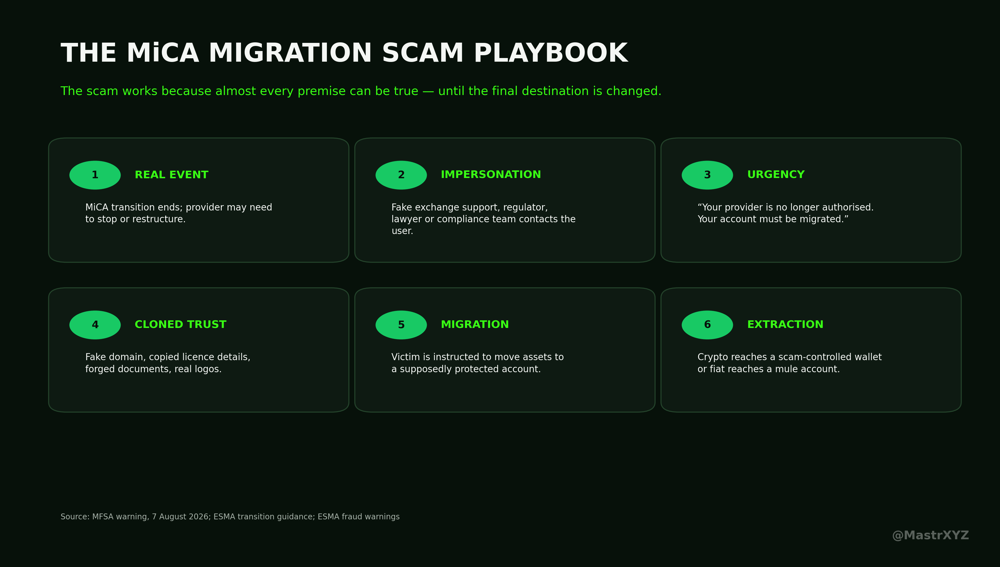 THE MiCA MIGRATION SCAM PLAYBOOK
The scam works because almost every premise can be true — until the final destination is changed.
1
REAL EVENT
MiCA transition ends; provider may need
to stop or restructure.
2
IMPERSONATION
Fake exchange support, regulator,
lawyer or compliance team contacts the
user.
3
URGENCY
“Your provider is no longer authorised.
Your account must be migrated.”
4
CLONED TRUST
Fake domain, copied licence details,
forged documents, real logos.
5
MIGRATION
Victim is instructed to move assets to
a supposedly protected account.
6
EXTRACTION
Crypto reaches a scam-controlled wallet
or fiat reaches a mule account.
Source: MFSA warning, 7 August 2026; ESMA transition guidance; ESMA fraud warnings
@MastrXYZ